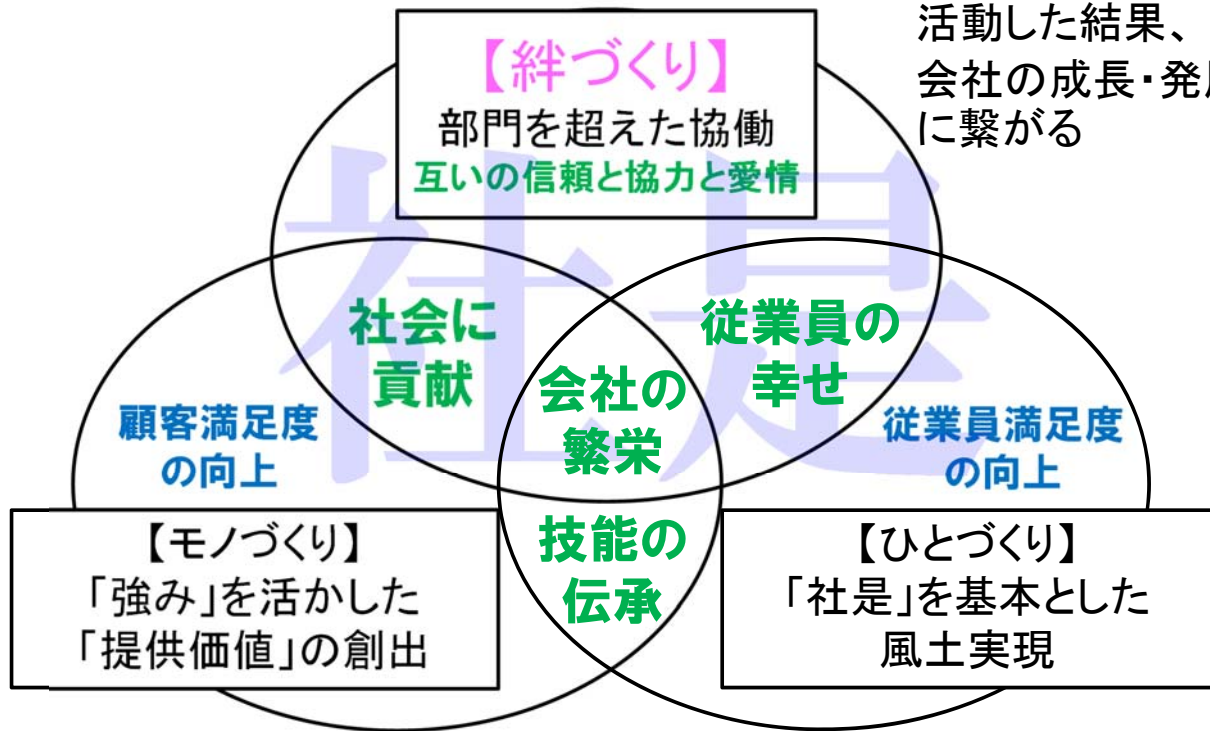 活動した結果、
会社の成長・発展
に繋がる
【絆づくり】
部門を超えた協働
互いの信頼と協力と愛情
社是
社会に
貢献
従業員の
幸せ
会社の
繁栄
顧客満足度
の向上
従業員満足度
の向上
技能の
伝承
【モノづくり】
「強み」を活かした
「提供価値」の創出
【ひとづくり】
「社是」を基本とした
風土実現